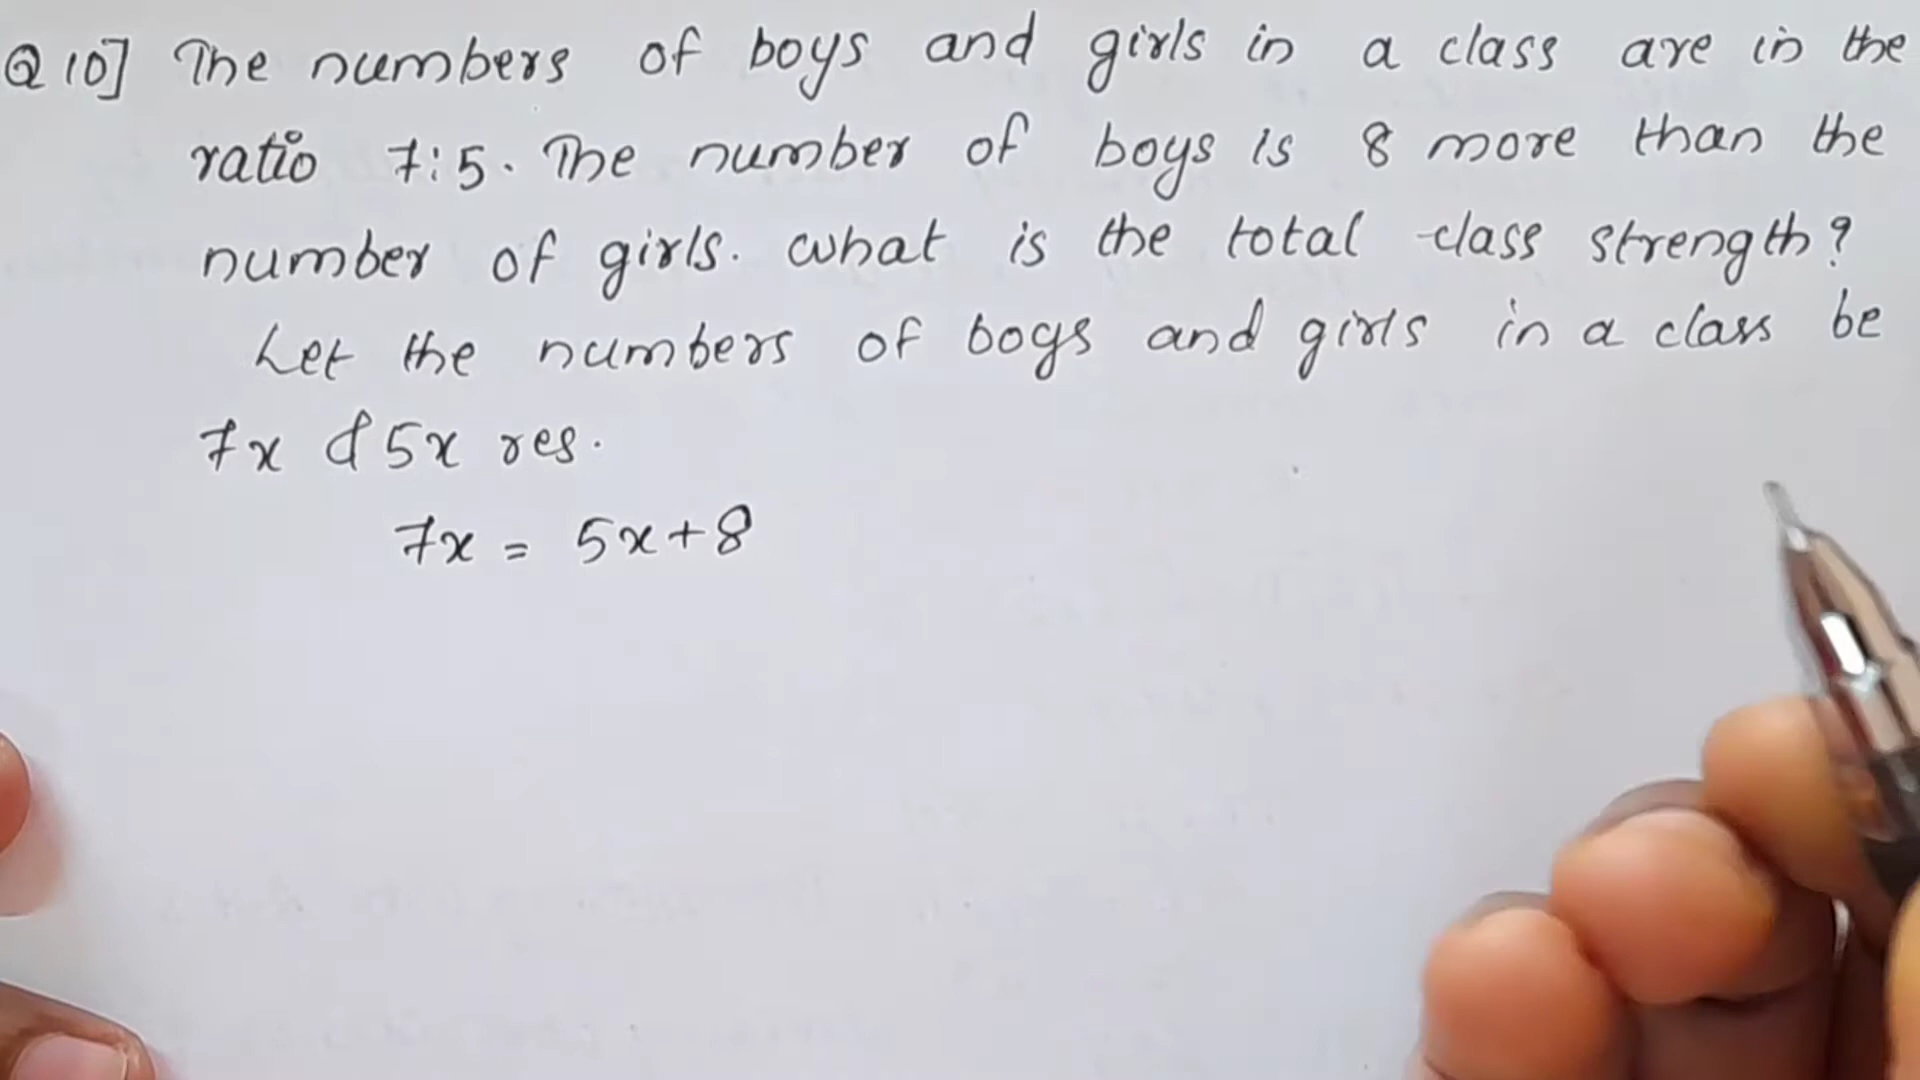 Q 10] The numbers of boys and girls in a class are in the
ratio 7:5. The number of boys is 8 more than the
number of girls. what is the total class strength?
Let the numbers of boys and girls in a class be
7x & 5x res.
7x = 5x+8